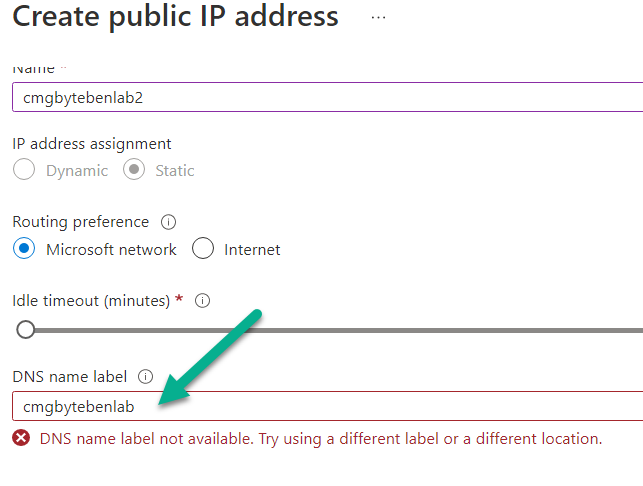 Create public IP address ...
Name *
cmgbytebenlab2
IP address assignment
Dynamic Static
Routing preference
Microsoft network Internet
Idle timeout (minutes) *
DNS name label
cmgbytebenlab
DNS name label not available. Try using a different label or a different location.